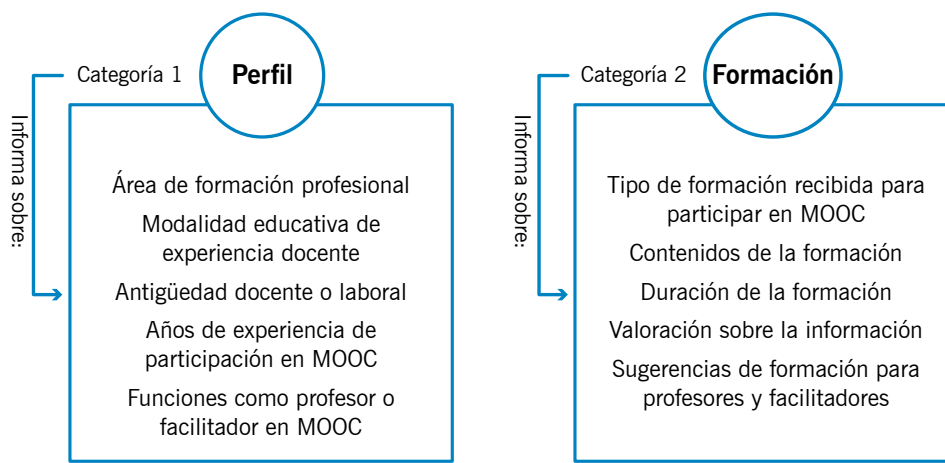 Categoría 1
Perfil
Informa sobre:
Área de formación profesional
Modalidad educativa de
experiencia docente
Antigüedad docente o laboral
Años de experiencia de
participación en MOOC
Funciones como profesor o
facilitador en MOOC
Categoría 2
Formación
Informa sobre:
Tipo de formación recibida para
participar en MOOC
Contenidos de la formación
Duración de la formación
Valoración sobre la información
Sugerencias de formación para
profesores y facilitadores